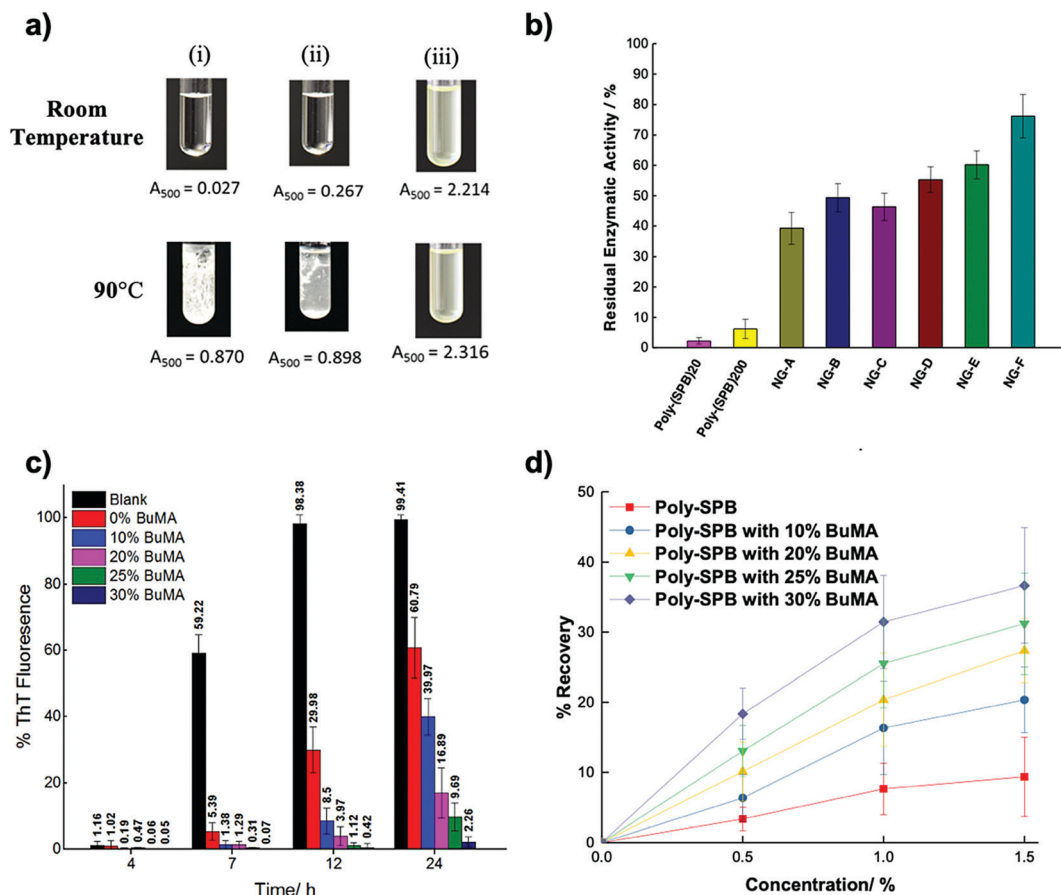 a)
(i) (ii) (iii)
Room
Temperature
A500 = 0.027 A500 = 0.267 A500 = 2.214
90°C
A500 = 0.870 A500 = 0.898 A500 = 2.316
b)
Residual Enzymatic Activity / %
100
90
80
70
60
50
40
30
20
10
0
Poly-(SPB)20 Poly-(SPB)200 NG-A NG-B NG-C NG-D NG-E NG-F
c)
% ThT Fluoresence
100
80
60
40
20
0
Blank
0% BuMA
10% BuMA
20% BuMA
25% BuMA
30% BuMA
1.16 1.02 0.19 0.47 0.06 0.05
59.22 5.39 1.38 1.29 0.31 0.07
98.38 29.98 8.5 3.97 1.12 0.42
99.41 60.79 39.97 16.89 9.69 2.26
4 7 12 24
Time/ h
d)
% Recovery
50
40
30
20
10
0
Poly-SPB
Poly-SPB with 10% BuMA
Poly-SPB with 20% BuMA
Poly-SPB with 25% BuMA
Poly-SPB with 30% BuMA
0.0 0.5 1.0 1.5
Concentration/ %